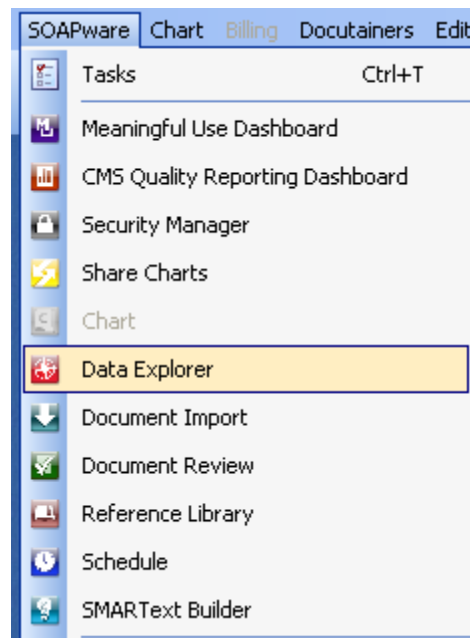 SOAPware Chart Billing Docutainers Edit
Tasks Ctrl+T
Meaningful Use Dashboard
CMS Quality Reporting Dashboard
Security Manager
Share Charts
Chart
Data Explorer
Document Import
Document Review
Reference Library
Schedule
SMARText Builder